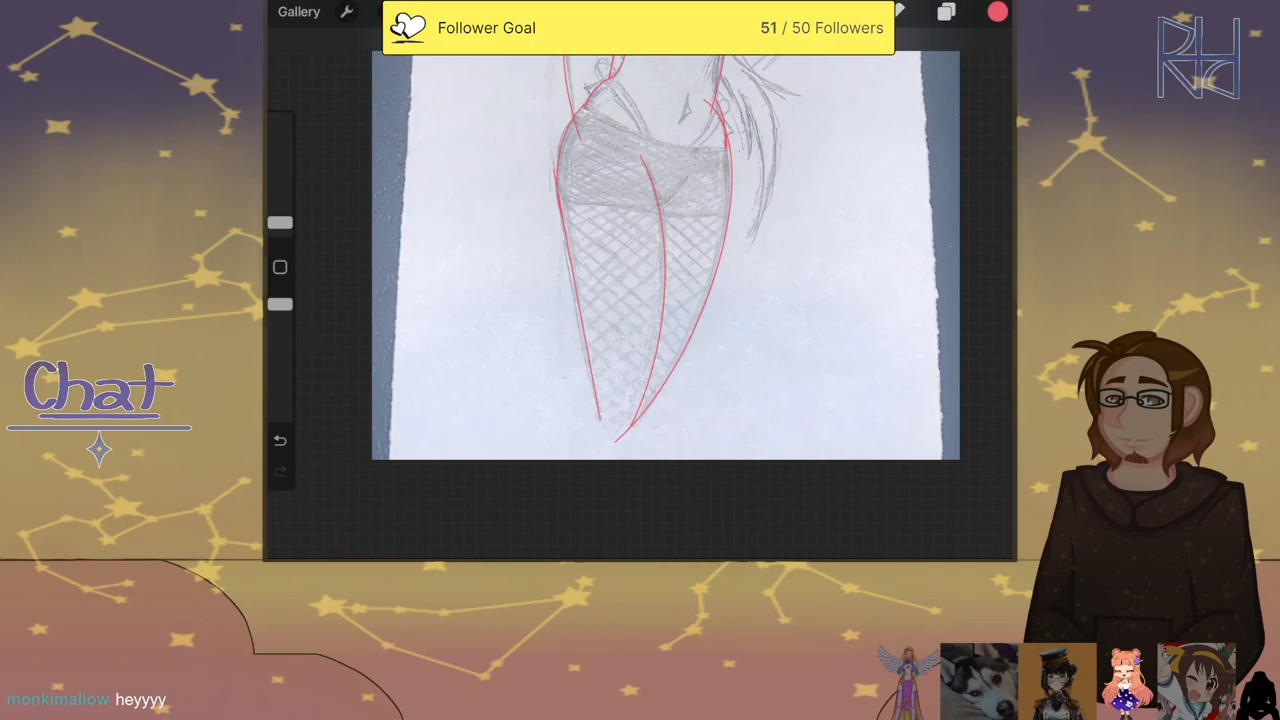 Gallery
Follower Goal
51 / 50 Followers
Chat
monkimallow heyyyy